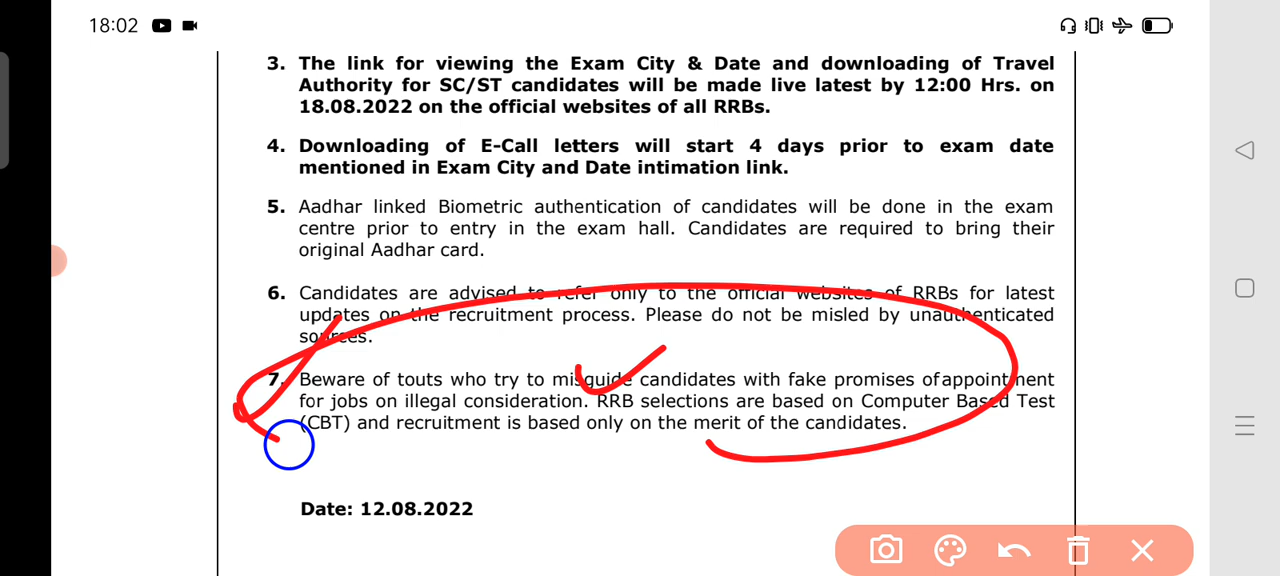 18:02
3. The link for viewing the Exam City & Date and downloading of Travel
Authority for SC/ST candidates will be made live latest by 12:00 Hrs. on
18.08.2022 on the official websites of all RRBs.
4. Downloading of E-Call letters will start 4 days prior to exam date
mentioned in Exam City and Date intimation link.
5. Aadhar linked Biometric authentication of candidates will be done in the exam
centre prior to entry in the exam hall. Candidates are required to bring their
original Aadhar card.
6. Candidates are advised to refer only to the official websites of RRBs for latest
updates on the recruitment process. Please do not be misled by unauthenticated
sources.
7. Beware of touts who try to misguide candidates with fake promises of appointment
for jobs on illegal consideration. RRB selections are based on Computer Based Test
(CBT) and recruitment is based only on the merit of the candidates.
Date: 12.08.2022